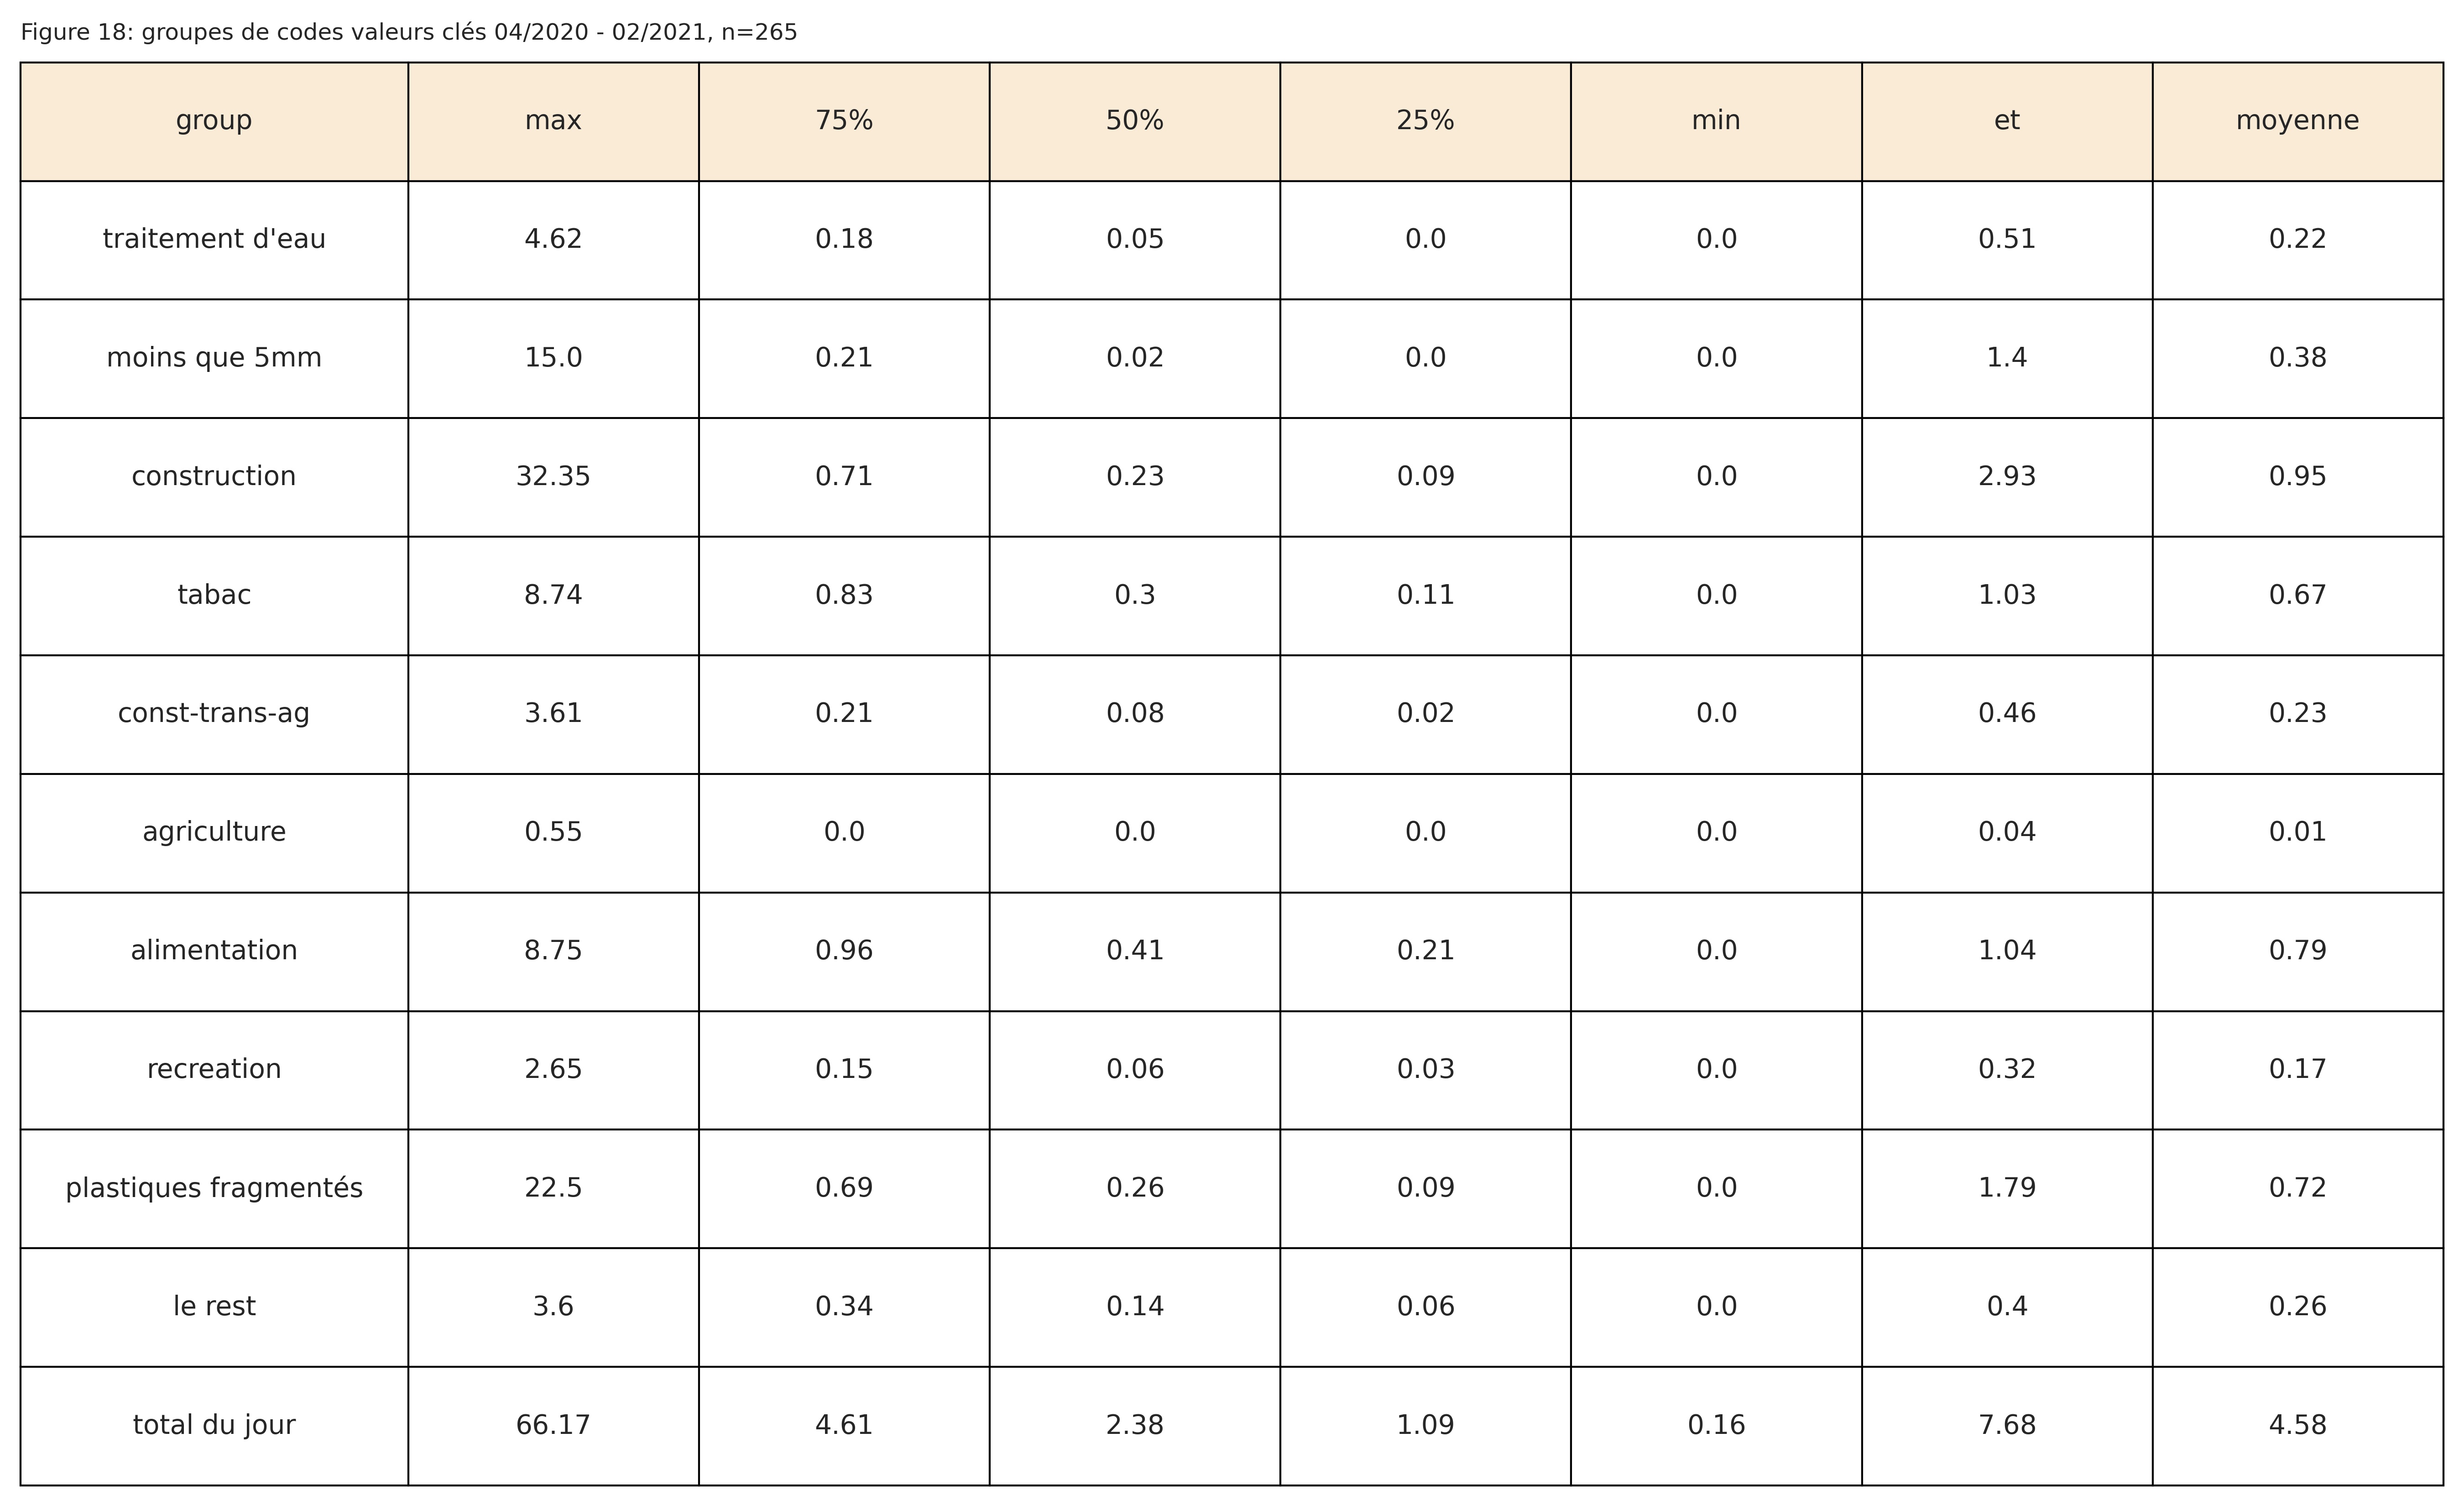 Figure 18: groupes de codes valeurs clés 04/2020 - 02/2021, n=265
group max 75% 50% 25% min et moyenne
traitement d'eau 4.62 0.18 0.05 0.0 0.0 0.51 0.22
moins que 5mm 15.0 0.21 0.02 0.0 0.0 1.4 0.38
construction 32.35 0.71 0.23 0.09 0.0 2.93 0.95
tabac 8.74 0.83 0.3 0.11 0.0 1.03 0.67
const-trans-ag 3.61 0.21 0.08 0.02 0.0 0.46 0.23
agriculture 0.55 0.0 0.0 0.0 0.0 0.04 0.01
alimentation 8.75 0.96 0.41 0.21 0.0 1.04 0.79
recreation 2.65 0.15 0.06 0.03 0.0 0.32 0.17
plastiques fragmentés 22.5 0.69 0.26 0.09 0.0 1.79 0.72
le rest 3.6 0.34 0.14 0.06 0.0 0.4 0.26
total du jour 66.17 4.61 2.38 1.09 0.16 7.68 4.58